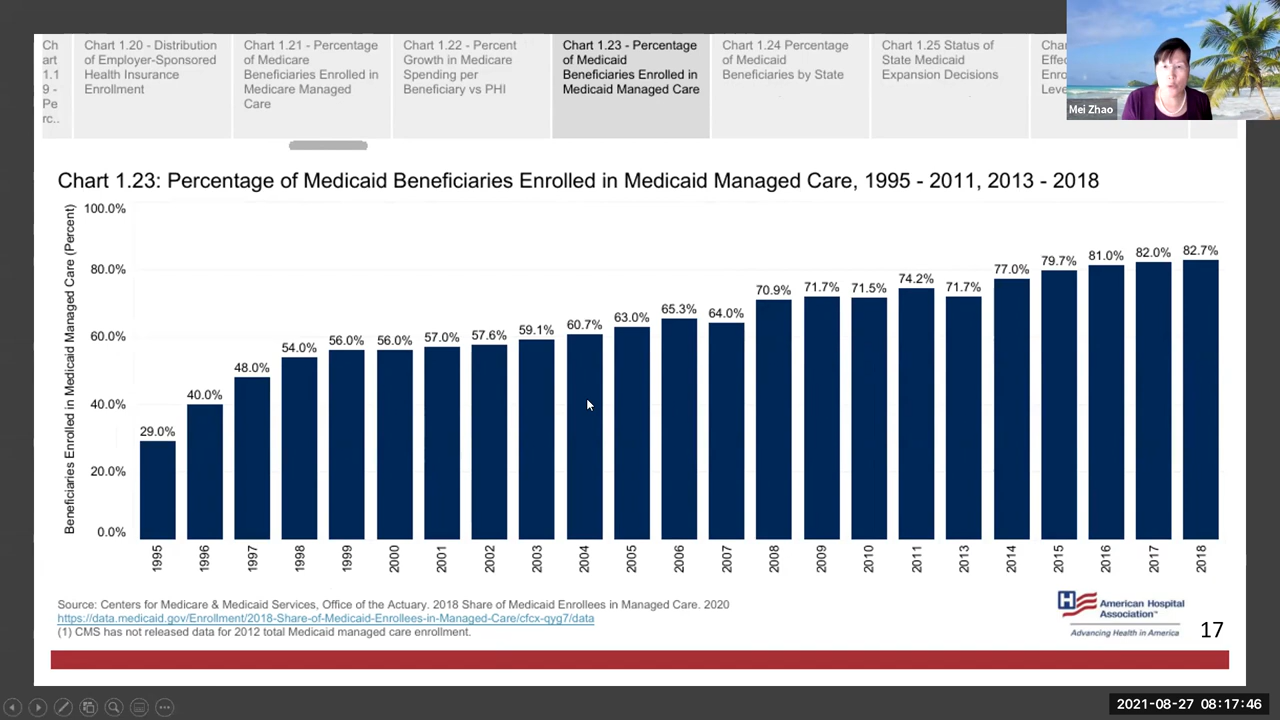 Ch
art
1.1
9 -
Pe
rc..
Chart 1.20 - Distribution
of Employer-Sponsored
Health Insurance
Enrollment
Chart 1.21 - Percentage
of Medicare
Beneficiaries Enrolled in
Medicare Managed
Care
Chart 1.22 - Percent
Growth in Medicare
Spending per
Beneficiary vs PHI
Chart 1.23 - Percentage
of Medicaid
Beneficiaries Enrolled in
Medicaid Managed Care
Chart 1.24 Percentage
of Medicaid
Beneficiaries by State
Chart 1.25 Status of
State Medicaid
Expansion Decisions
Mei Zhao
Chart 1.23: Percentage of Medicaid Beneficiaries Enrolled in Medicaid Managed Care, 1995 - 2011, 2013 - 2018
Beneficiaries Enrolled in Medicaid Managed Care (Percent)
100.0%
80.0%
60.0%
40.0%
20.0%
0.0%
29.0%
40.0%
48.0%
54.0%
56.0%
56.0%
57.0%
57.6%
59.1%
60.7%
63.0%
65.3%
64.0%
70.9%
71.7%
71.5%
74.2%
71.7%
77.0%
79.7%
81.0%
82.0%
82.7%
1995
1996
1997
1998
1999
2000
2001
2002
2003
2004
2005
2006
2007
2008
2009
2010
2011
2013
2014
2015
2016
2017
2018
Source: Centers for Medicare & Medicaid Services, Office of the Actuary. 2018 Share of Medicaid Enrollees in Managed Care. 2020
https://data.medicaid.gov/Enrollment/2018-Share-of-Medicaid-Enrollees-in-Managed-Care/cfcx-qyg7/data
(1) CMS has not released data for 2012 total Medicaid managed care enrollment.
H American Hospital
Association™
Advancing Health in America
17
2021-08-27 08:17:46